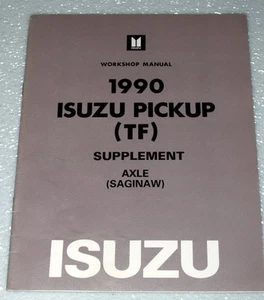 WORKSHOP MANUAL
1990
ISUZU PICKUP
(TF)
SUPPLEMENT
AXLE
(SAGINAW)
ISUZU